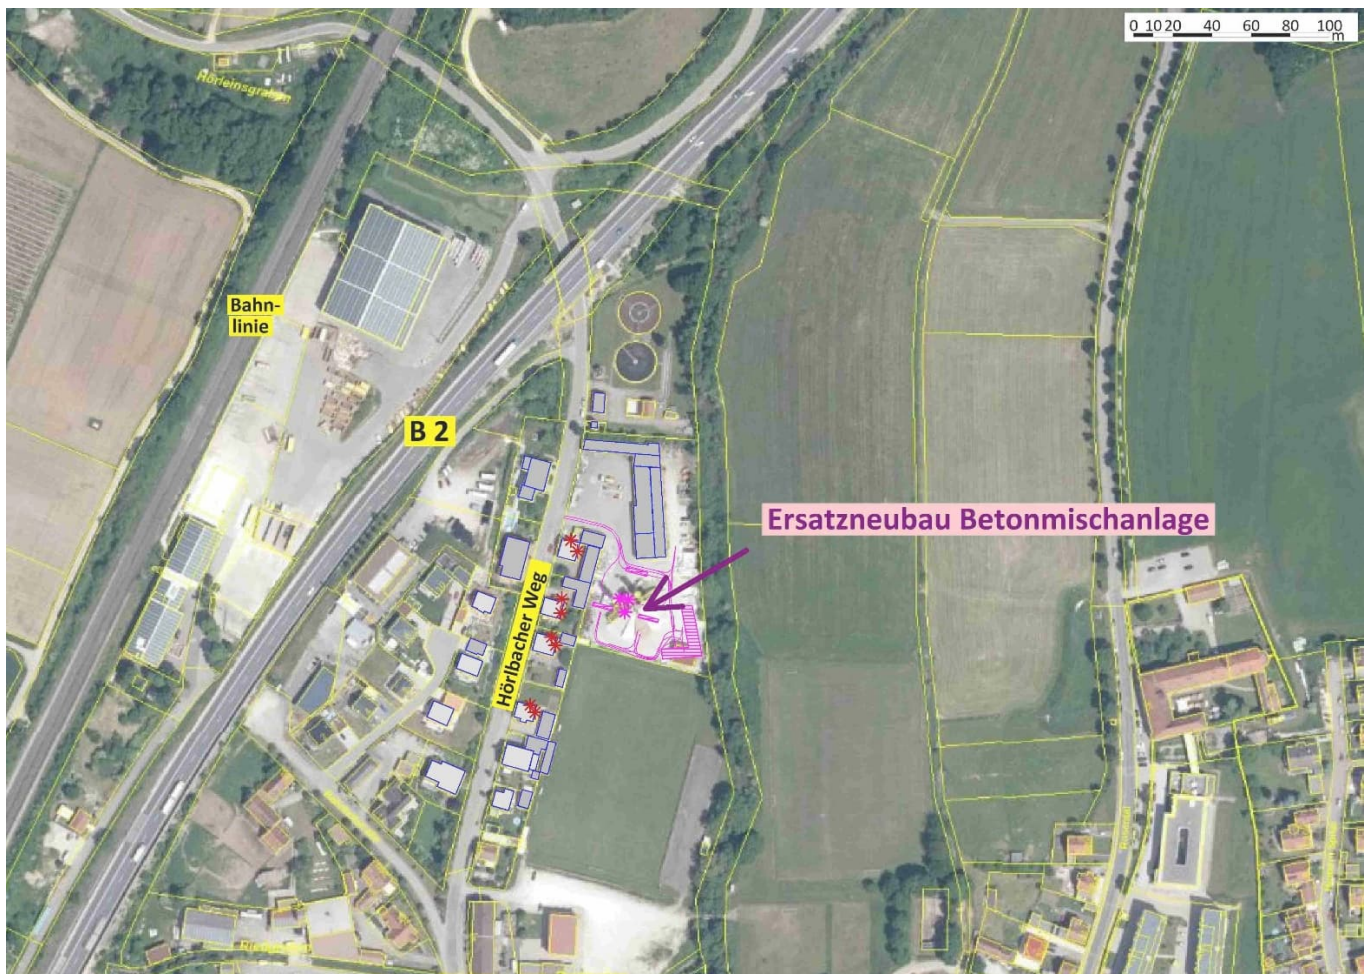 0 10 20 40 60 80 100
m
Hörleinsgraben
Bahn-
linie
B 2
Ersatzneubau Betonmischanlage
Hörlbacher Weg